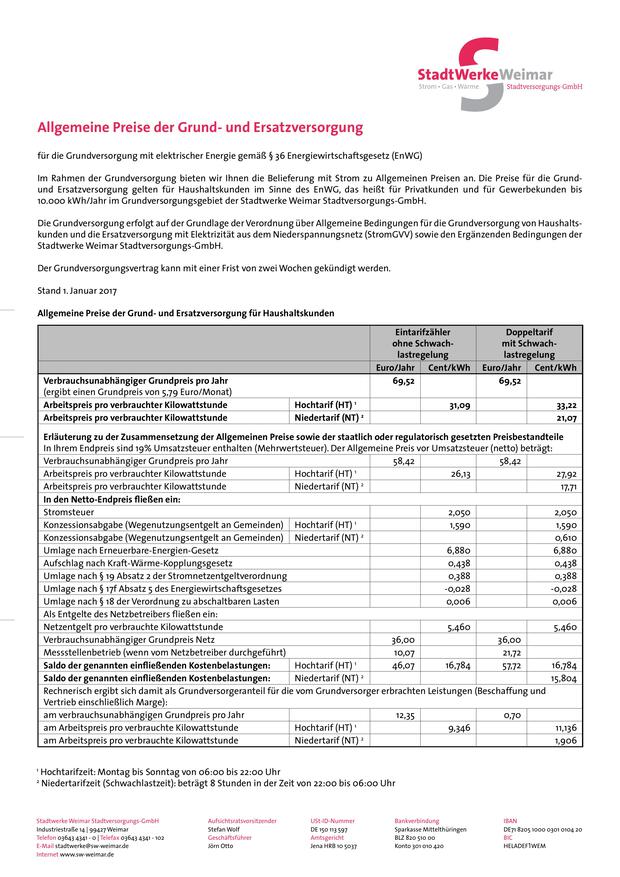 StadtWerkeWeimar
Strom • Gas • Wärme Stadtversorgungs-GmbH
Allgemeine Preise der Grund- und Ersatzversorgung
für die Grundversorgung mit elektrischer Energie gemäß § 36 Energiewirtschaftsgesetz (EnWG)
Im Rahmen der Grundversorgung bieten wir Ihnen die Belieferung mit Strom zu Allgemeinen Preisen an. Die Preise für die Grund-
und Ersatzversorgung gelten für Haushaltskunden im Sinne des EnWG, das heißt für Privatkunden und für Gewerbekunden bis
10.000 kWh/Jahr im Grundversorgungsgebiet der Stadtwerke Weimar Stadtversorgungs-GmbH.
Die Grundversorgung erfolgt auf der Grundlage der Verordnung über Allgemeine Bedingungen für die Grundversorgung von Haushalts-
kunden und die Ersatzversorgung mit Elektrizität aus dem Niederspannungsnetz (StromGVV) sowie den Ergänzenden Bedingungen der
Stadtwerke Weimar Stadtversorgungs-GmbH.
Der Grundversorgungsvertrag kann mit einer Frist von zwei Wochen gekündigt werden.
Stand 1. Januar 2017
Allgemeine Preise der Grund- und Ersatzversorgung für Haushaltskunden
Eintarifzähler Doppeltarif
ohne Schwach- mit Schwach-
lastregelung lastregelung
Euro/Jahr Cent/kWh Euro/Jahr Cent/kWh
Verbrauchsunabhängiger Grundpreis pro Jahr 69,52 69,52
(ergibt einen Grundpreis von 5,79 Euro/Monat)
Arbeitspreis pro verbrauchter Kilowattstunde Hochtarif (HT) ¹ 31,09 33,22
Arbeitspreis pro verbrauchter Kilowattstunde Niedertarif (NT) ² 21,07
Erläuterung zu der Zusammensetzung der Allgemeinen Preise sowie der staatlich oder regulatorisch gesetzten Preisbestandteile
In Ihrem Endpreis sind 19% Umsatzsteuer enthalten (Mehrwertsteuer). Der Allgemeine Preis vor Umsatzsteuer (netto) beträgt:
Verbrauchsunabhängiger Grundpreis pro Jahr 58,42 58,42
Arbeitspreis pro verbrauchter Kilowattstunde Hochtarif (HT) ¹ 26,13 27,92
Arbeitspreis pro verbrauchter Kilowattstunde Niedertarif (NT) ² 17,71
In den Netto-Endpreis fließen ein:
Stromsteuer 2,050 2,050
Konzessionsabgabe (Wegenutzungsentgelt an Gemeinden) Hochtarif (HT) ¹ 1,590 1,590
Konzessionsabgabe (Wegenutzungsentgelt an Gemeinden) Niedertarif (NT) ² 0,610
Umlage nach Erneuerbare-Energien-Gesetz 6,880 6,880
Aufschlag nach Kraft-Wärme-Kopplungsgesetz 0,438 0,438
Umlage nach § 19 Absatz 2 der Stromnetzentgeltverordnung 0,388 0,388
Umlage nach § 17f Absatz 5 des Energiewirtschaftsgesetzes -0,028 -0,028
Umlage nach § 18 der Verordnung zu abschaltbaren Lasten 0,006 0,006
Als Entgelte des Netzbetreibers fließen ein:
Netzentgelt pro verbrauchte Kilowattstunde 5,460 5,460
Verbrauchsunabhängiger Grundpreis Netz 36,00 36,00
Messstellenbetrieb (wenn vom Netzbetreiber durchgeführt) 10,07 21,72
Saldo der genannten einfließenden Kostenbelastungen: Hochtarif (HT) ¹ 46,07 16,784 57,72 16,784
Saldo der genannten einfließenden Kostenbelastungen: Niedertarif (NT) ² 15,804
Rechnerisch ergibt sich damit als Grundversorgeranteil für die vom Grundversorger erbrachten Leistungen (Beschaffung und
Vertrieb einschließlich Marge):
am verbrauchsunabhängigen Grundpreis pro Jahr 12,35 0,70
am Arbeitspreis pro verbrauchte Kilowattstunde Hochtarif (HT) ¹ 9,346 11,136
am Arbeitspreis pro verbrauchte Kilowattstunde Niedertarif (NT) ² 1,906
¹ Hochtarifzeit: Montag bis Sonntag von 06:00 bis 22:00 Uhr
² Niedertarifzeit (Schwachlastzeit): beträgt 8 Stunden in der Zeit von 22:00 bis 06:00 Uhr
Stadtwerke Weimar Stadtversorgungs-GmbH Aufsichtsratsvorsitzender USt-ID-Nummer Bankverbindung IBAN
Industriestraße 14 | 99427 Weimar Stefan Wolf DE 150 113 597 Sparkasse Mittelthüringen DE71 8205 1000 0301 0104 20
Telefon 03643 4341 - 0 | Telefax 03643 4341 - 102 Geschäftsführer Amtsgericht BLZ 820 510 00 BIC
E-Mail stadtwerke@sw-weimar.de Jörn Otto Jena HRB 10 5037 Konto 301 010 420 HELADEF1WEM
Internet www.sw-weimar.de